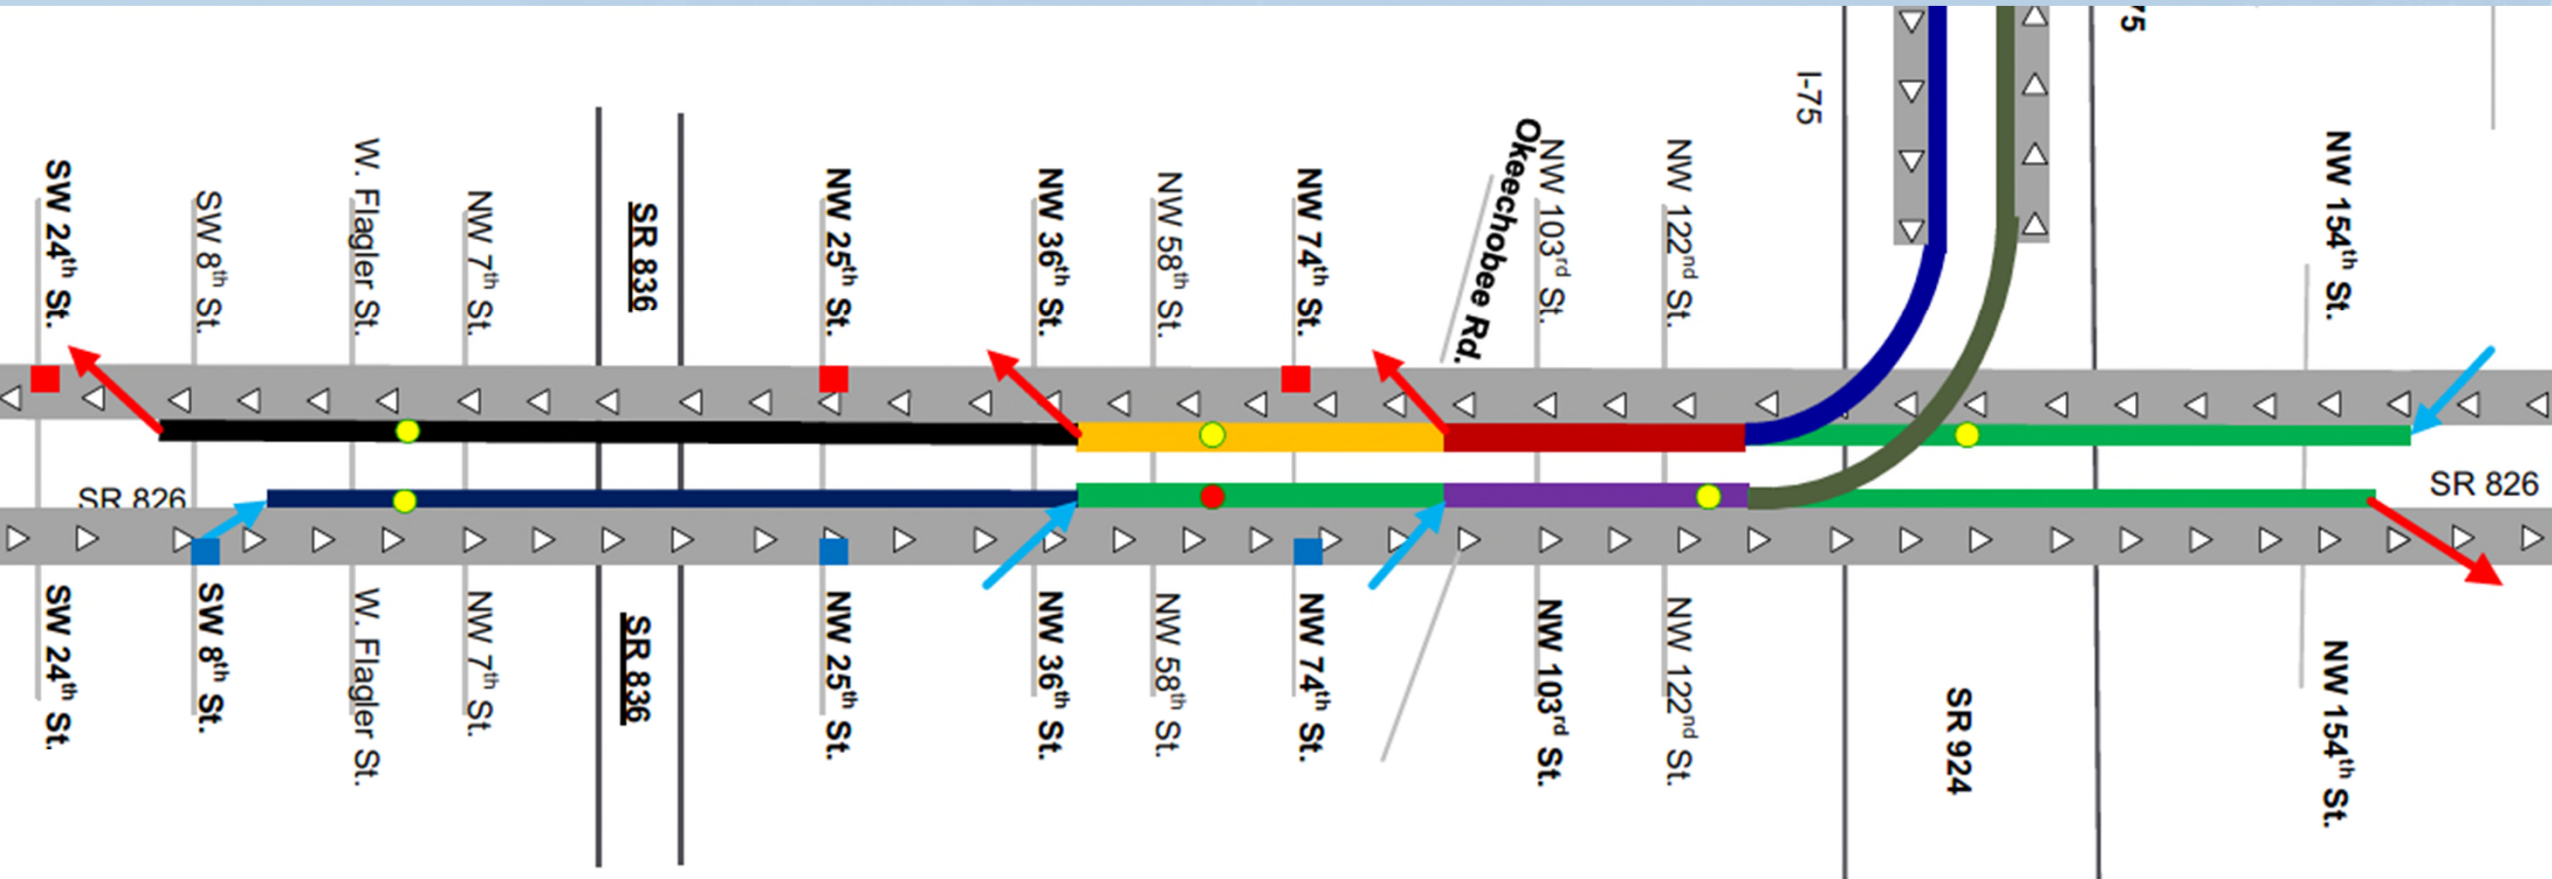 75
I-75
SW 24th St.
SW 8th St.
W. Flagler St.
NW 7th St.
SR 836
NW 25th St.
NW 36th St.
NW 58th St.
NW 74th St.
Okeechobee Rd.
NW 103rd St.
NW 122nd St.
NW 154th St.
SR 826
SR 826
SW 24th St.
SW 8th St.
W. Flagler St.
NW 7th St.
SR 836
NW 25th St.
NW 36th St.
NW 58th St.
NW 74th St.
NW 103rd St.
NW 122nd St.
SR 924
NW 154th St.